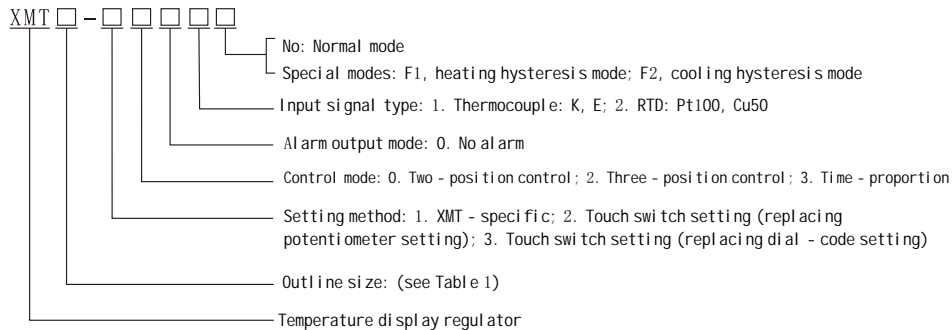 XMT□-□□□□□
No: Normal mode
Special modes: F1, heating hysteresis mode; F2, cooling hysteresis mode
Input signal type: 1. Thermocouple: K, E; 2. RTD: Pt100, Cu50
Alarm output mode: 0. No alarm
Control mode: 0. Two-position control; 2. Three-position control; 3. Time-proportion
Setting method: 1. XMT-specific; 2. Touch switch setting (replacing
potentiometer setting); 3. Touch switch setting (replacing dial-code setting)
Outline size: (see Table 1)
Temperature display regulator